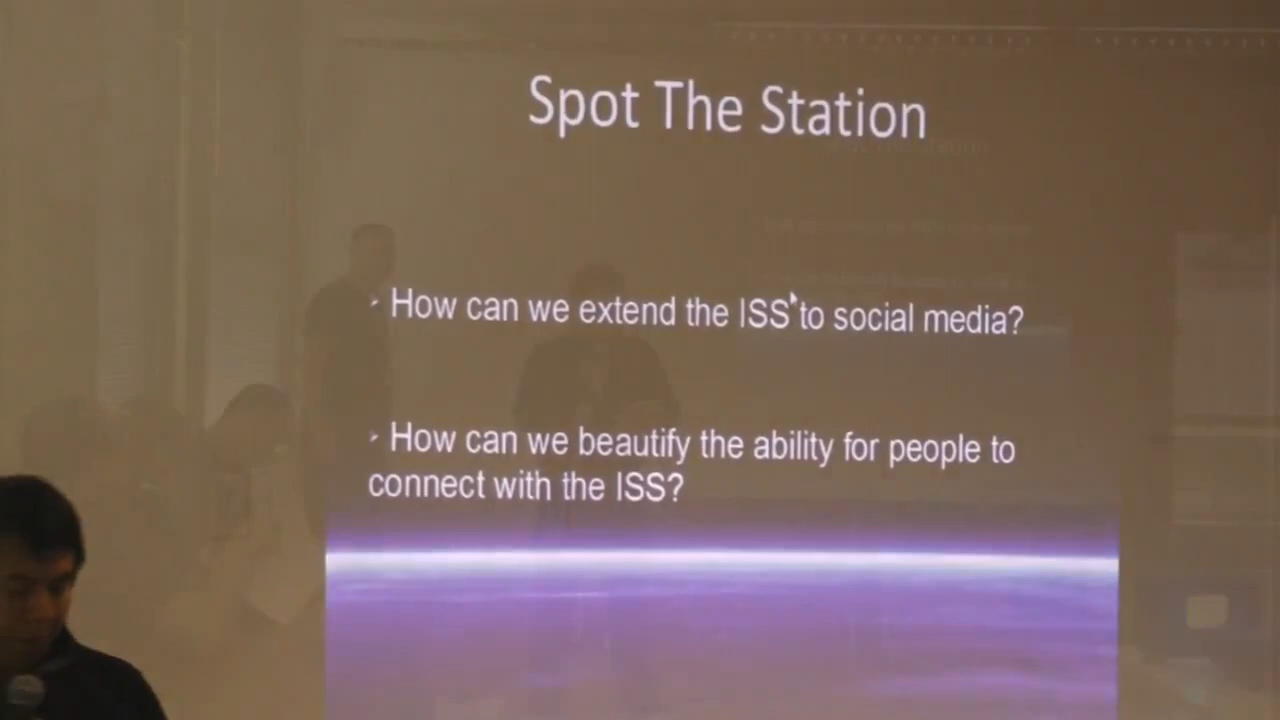 Spot The Station
How can we extend the ISS to social media?
How can we beautify the ability for people to
connect with the ISS?